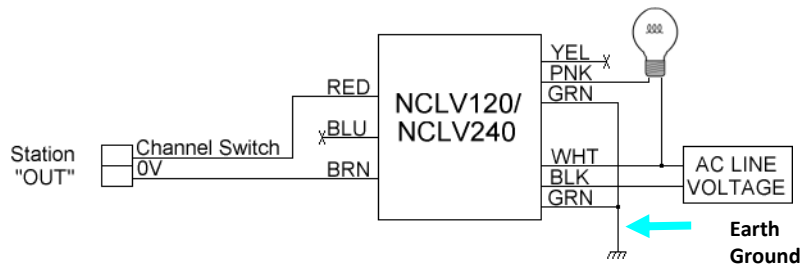 YEL
PNK
GRN
RED
NCLV120/
NCLV240
BLU
Station
"OUT"
Channel Switch
0V
BRN
WHT
BLK
GRN
AC LINE
VOLTAGE
Earth
Ground